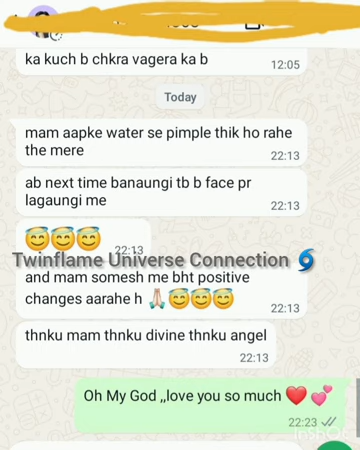 ka kuch b chkra vagera ka b
12:05
Today
mam aapke water se pimple thik ho rahe
the mere
22:13
ab next time banaungi tb b face pr
lagaungi me
22:13
😇😇😇
22:13
Twinflame Universe Connection 🌀
and mam somesh me bht positive
changes aarahe h 🙏🏻😇😇😇
22:13
thnku mam thnku divine thnku angel
22:13
Oh My God ,,love you so much ❤️ 💕
22:23